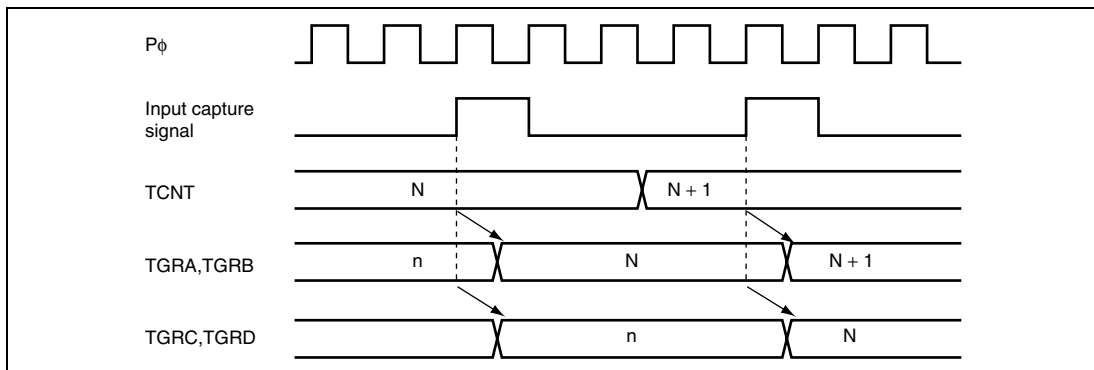 Pφ
Input capture
signal
TCNT
N
N + 1
TGRA,TGRB
n
N
N + 1
TGRC,TGRD
n
N